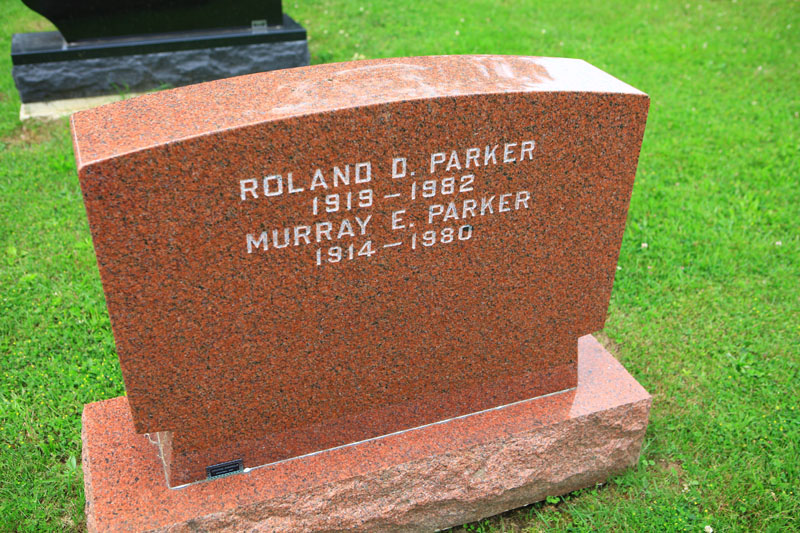 ROLAND D. PARKER
1919 – 1982
MURRAY E. PARKER
1914 – 1980